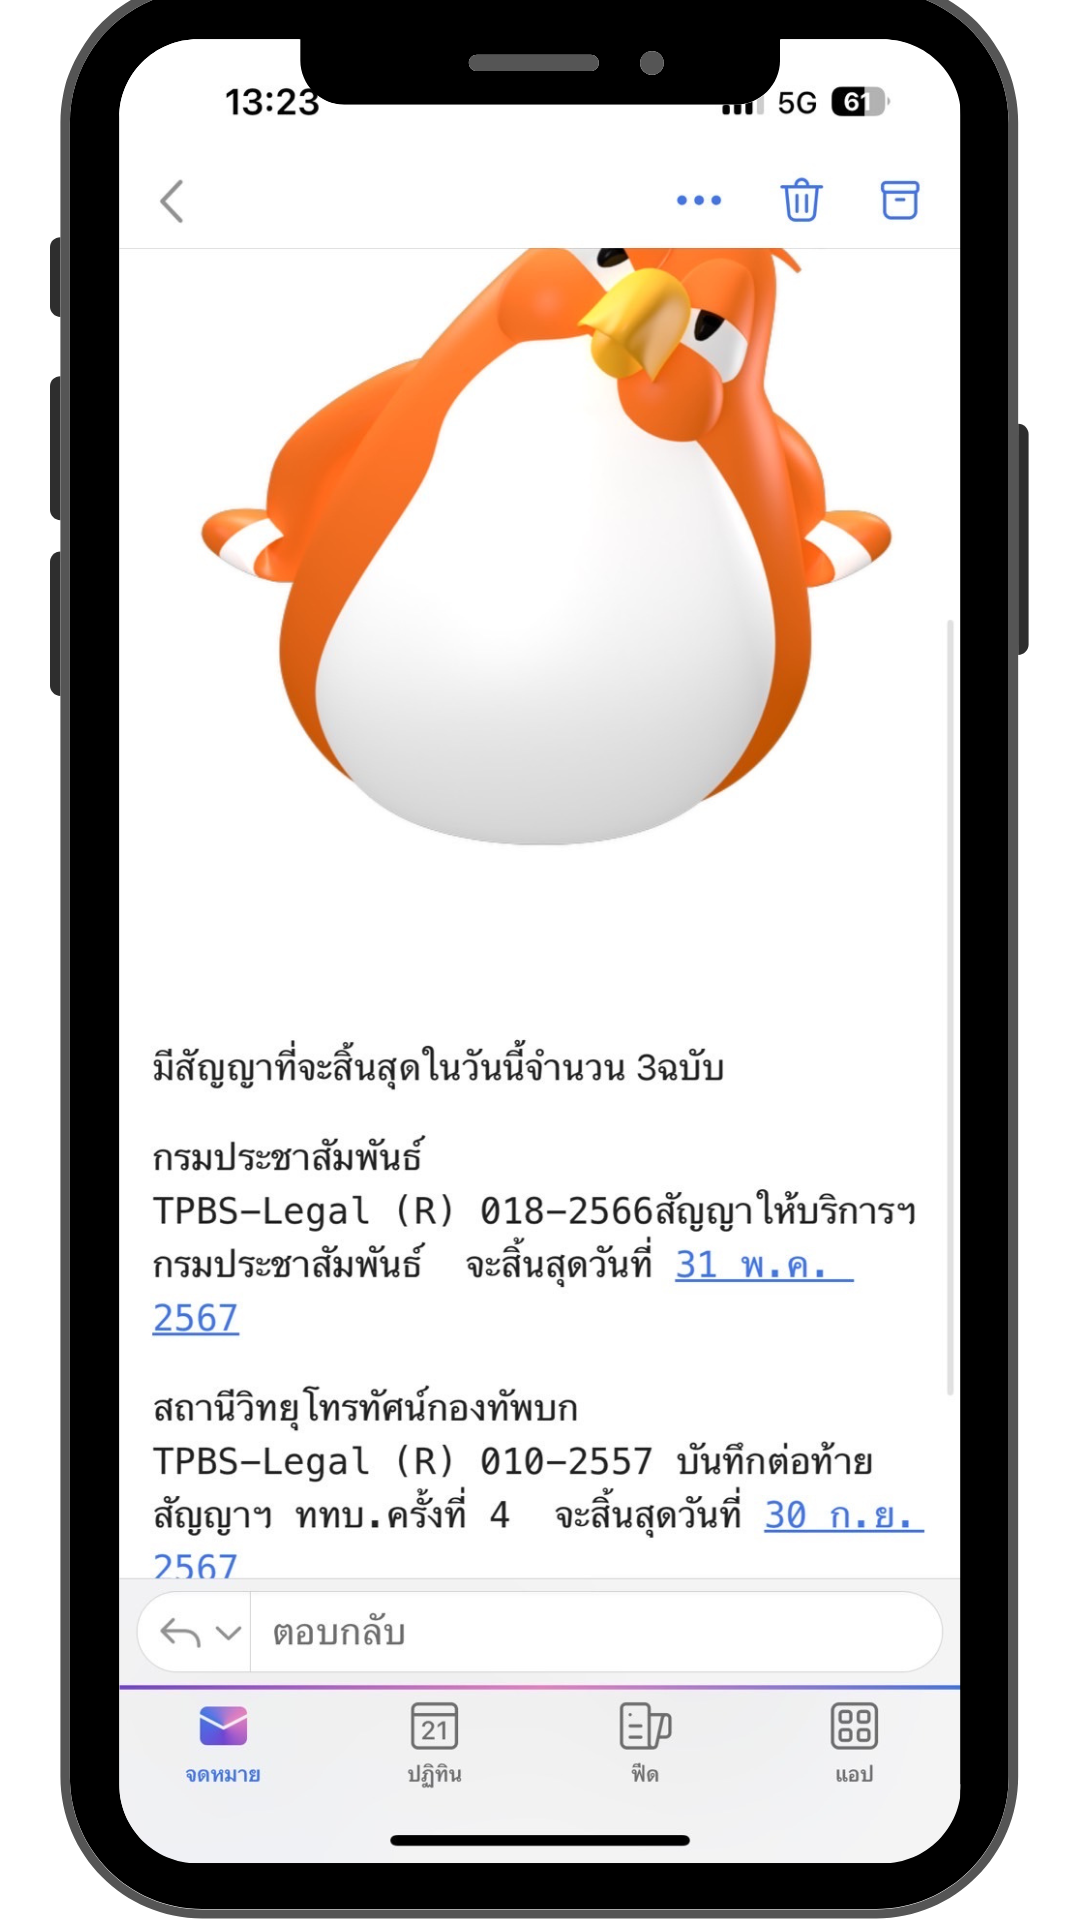 13:23
5G 61
มีสัญญาที่จะสิ้นสุดในวันนี้จำนวน 3ฉบับ
กรมประชาสัมพันธ์
TPBS-Legal (R) 018-2566สัญญาให้บริการฯ
กรมประชาสัมพันธ์ จะสิ้นสุดวันที่ 31 พ.ค.
2567
สถานีวิทยุโทรทัศน์กองทัพบก
TPBS-Legal (R) 010-2557 บันทึกต่อท้าย
สัญญาฯ ททบ.ครั้งที่ 4 จะสิ้นสุดวันที่ 30 ก.ย.
2567
ตอบกลับ
21
จดหมาย ปฏิทิน ฟีด แอป